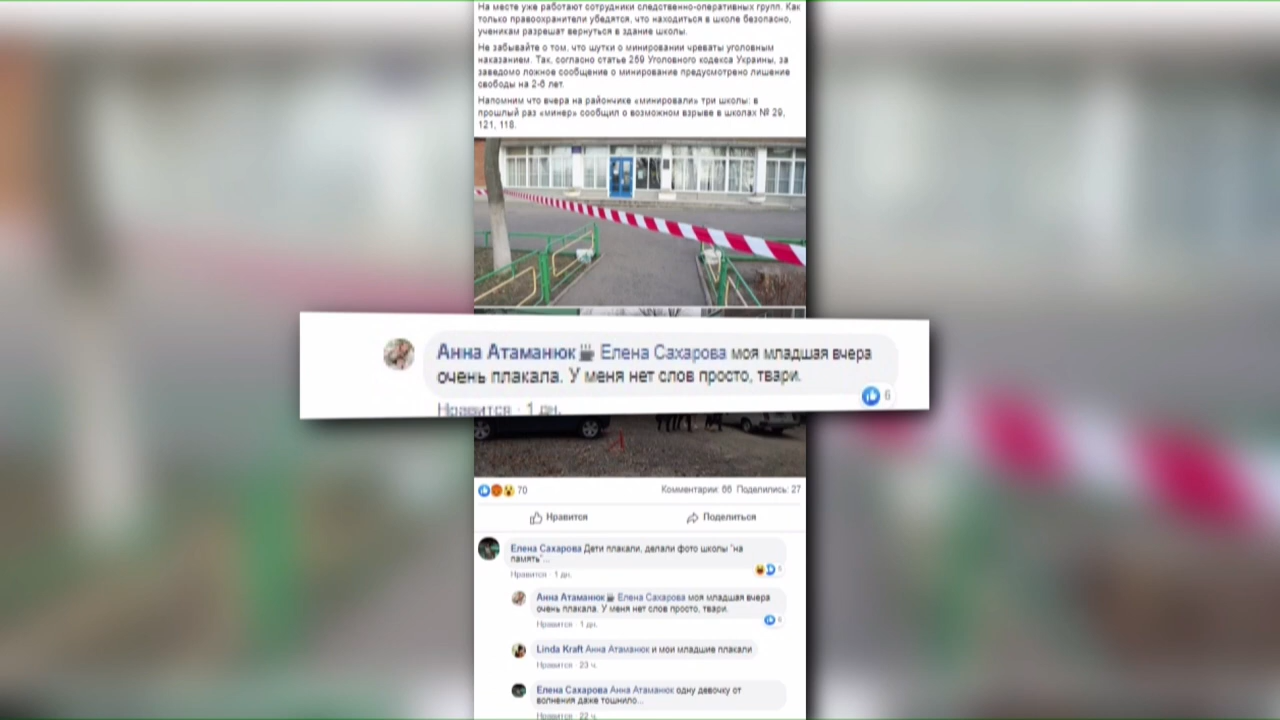 На месте уже работают сотрудники следственно-оперативных групп. Как
только правоохранители убедятся, что находиться в школе безопасно,
ученикам разрешат вернуться в здание школы.
Не забывайте о том, что шутки о минировании чреваты уголовным
наказанием. Так, согласно статье 259 Уголовного кодекса Украины, за
заведомо ложное сообщение о минирование предусмотрено лишение
свободы на 2-6 лет.
Напомним что вчера на райончике «минировали» три школы: в
прошлый раз «минер» сообщил о возможном взрыве в школах № 29,
121, 118.
Анна Атаманюк Елена Сахарова моя младшая вчера
очень плакала. У меня нет слов просто, твари.
6
Нравится · 1 дн.
70 Комментарии: 66 Поделились: 27
Нравится Поделиться
Елена Сахарова Дети плакали, делали фото школы "на
память"...
Нравится · 1 дн.
Анна Атаманюк Елена Сахарова моя младшая вчера
очень плакала. У меня нет слов просто, твари.
6
Нравится · 1 дн.
Linda Kraft Анна Атаманюк и мои младшие плакали
Нравится · 23 ч.
Елена Сахарова Анна Атаманюк одну девочку от
волнения даже тошнило...
Нравится · 22 ч.